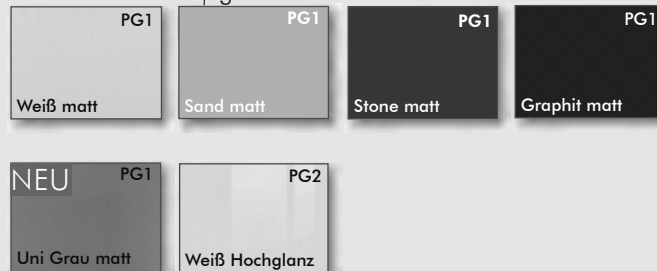 PG1
Weiß matt
PG1
Sand matt
PG1
Stone matt
PG1
Graphit matt
NEU PG1
Uni Grau matt
PG2
Weiß Hochglanz